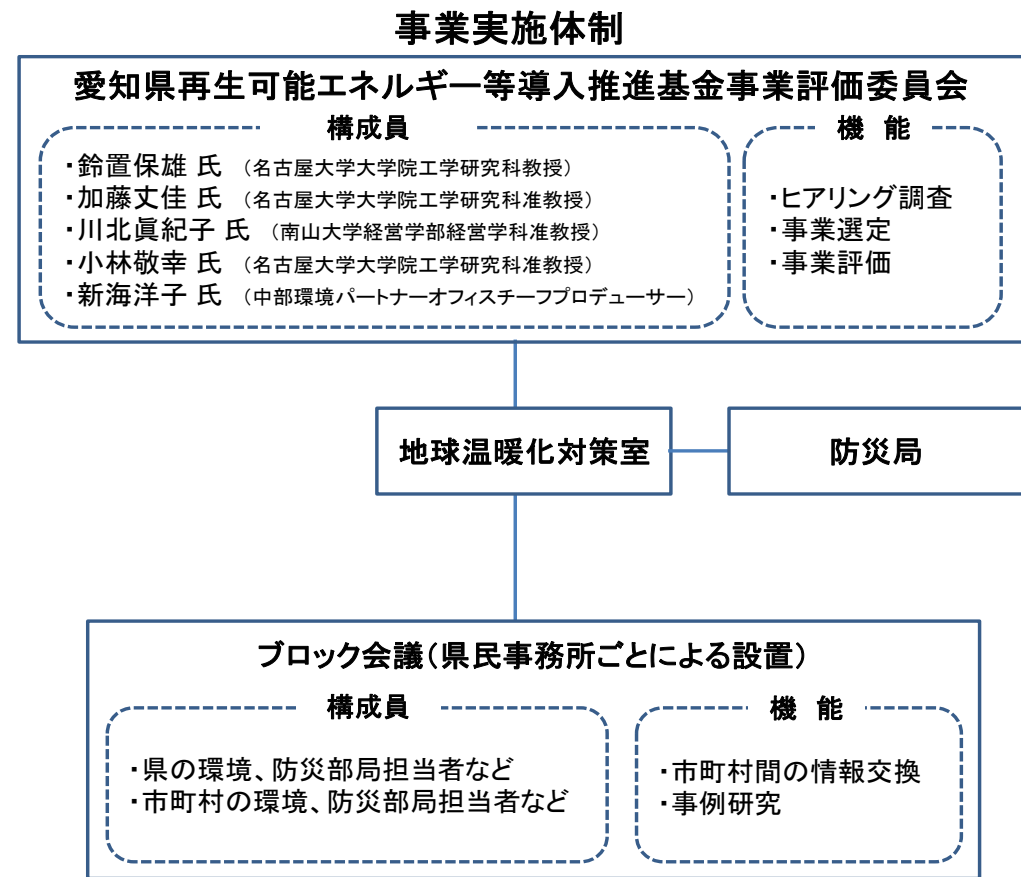 事業実施体制
愛知県再生可能エネルギー等導入推進基金事業評価委員会
構成員
・鈴置保雄 氏 （名古屋大学大学院工学研究科教授）
・加藤丈佳 氏 （名古屋大学大学院工学研究科准教授）
・川北眞紀子 氏 （南山大学経営学部経営学科准教授）
・小林敬幸 氏 （名古屋大学大学院工学研究科准教授）
・新海洋子 氏 （中部環境パートナーオフィスチーフプロデューサー）
機 能
・ヒアリング調査
・事業選定
・事業評価
地球温暖化対策室
防災局
ブロック会議（県民事務所ごとによる設置）
構成員
・県の環境、防災部局担当者など
・市町村の環境、防災部局担当者など
機 能
・市町村間の情報交換
・事例研究